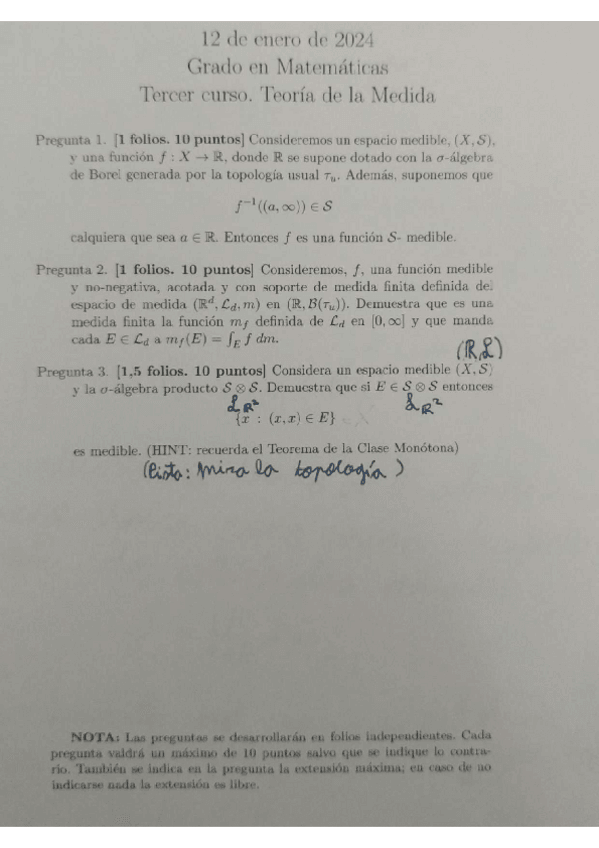 12 de enero de 2024
Grado en Matemáticas
Tercer curso. Teoría de la Medida
Pregunta 1. [1 folios. 10 puntos] Consideremos un espacio medible, (X, S),
y una función f : X → ℝ, donde ℝ se supone dotado con la σ-álgebra
de Borel generada por la topología usual τᵤ. Además, suponemos que
f⁻¹((a, ∞)) ∈ S
calquiera que sea a ∈ ℝ. Entonces f es una función S- medible.
Pregunta 2. [1 folios. 10 puntos] Consideremos, f, una función medible
y no-negativa, acotada y con soporte de medida finita definida del
espacio de medida (ℝᵈ, L_d, m) en (ℝ, B(τᵤ)). Demuestra que es una
medida finita la función m_f definida de L_d en [0, ∞] y que manda
cada E ∈ L_d a m_f(E) = ∫_E f dm.
(ℝ, L)
Pregunta 3. [1,5 folios. 10 puntos] Considera un espacio medible (X, S)
y la σ-álgebra producto S ⊗ S. Demuestra que si E ∈ S ⊗ S entonces
L_ℝ² L_ℝ²
{x : (x, x) ∈ E}
es medible. (HINT: recuerda el Teorema de la Clase Monótona)
(Pista: Mira la topología)
NOTA: Las preguntas se desarrollarán en folios independientes. Cada
pregunta valdrá un máximo de 10 puntos salvo que se indique lo contra-
rio. También se indica en la pregunta la extensión máxima; en caso de no
indicarse nada la extensión es libre.